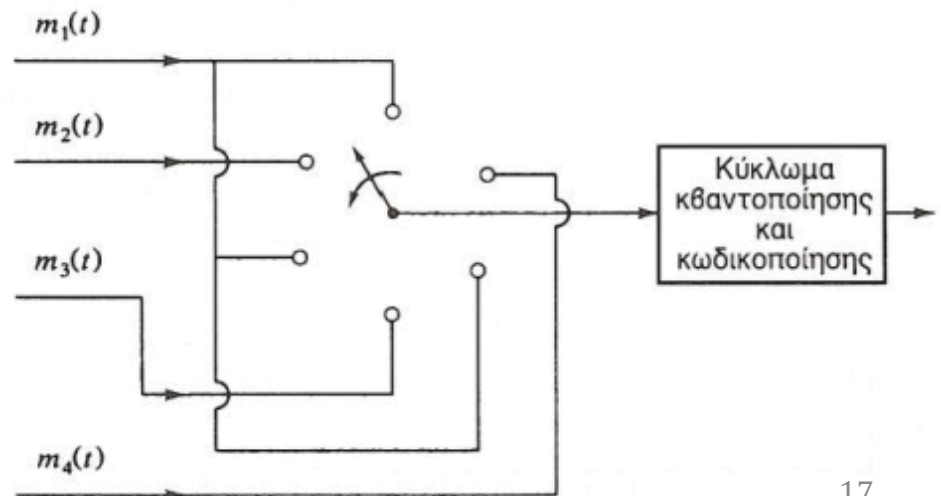 m₁(t)
m₂(t)
m₃(t)
m₄(t)
Κύκλωμα
κβαντοποίησης
και
κωδικοποίησης
17